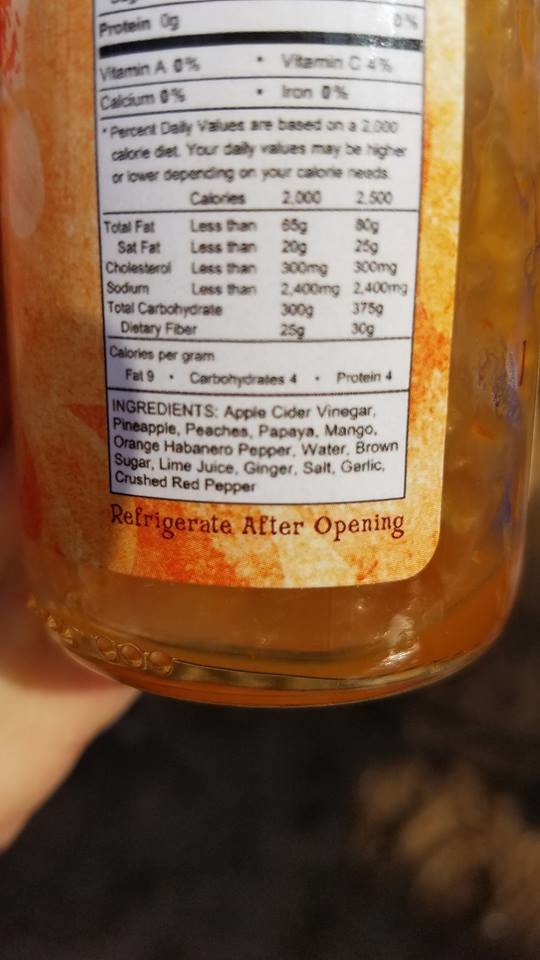 Protein 0g 0%
Vitamin A 0% • Vitamin C 4%
Calcium 0% • Iron 0%
* Percent Daily Values are based on a 2,000
calorie diet. Your daily values may be higher
or lower depending on your calorie needs.
Calories 2,000 2,500
Total Fat Less than 65g 80g
Sat Fat Less than 20g 25g
Cholesterol Less than 300mg 300mg
Sodium Less than 2,400mg 2,400mg
Total Carbohydrate 300g 375g
Dietary Fiber 25g 30g
Calories per gram
Fat 9 • Carbohydrates 4 • Protein 4
INGREDIENTS: Apple Cider Vinegar,
Pineapple, Peaches, Papaya, Mango,
Orange Habanero Pepper, Water, Brown
Sugar, Lime Juice, Ginger, Salt, Garlic,
Crushed Red Pepper
Refrigerate After Opening